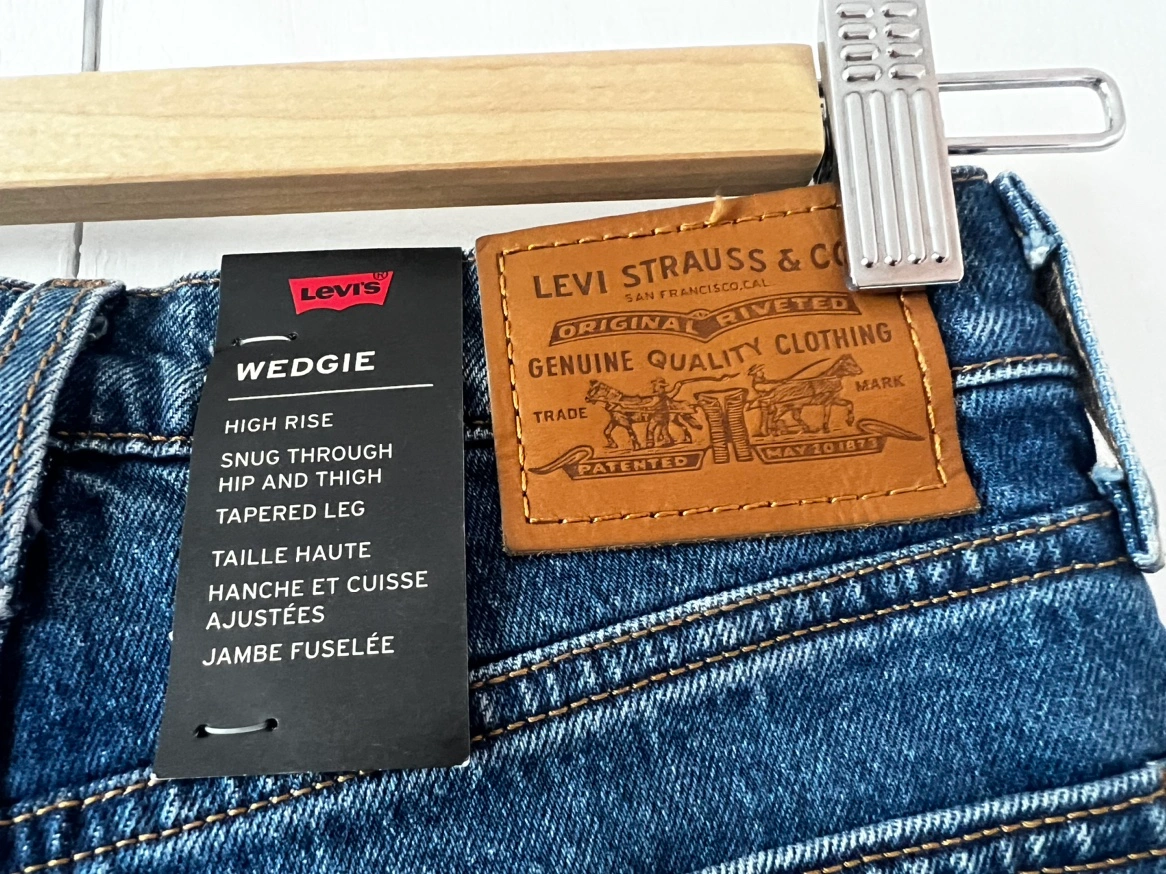 LEVI'S®
WEDGIE
HIGH RISE
SNUG THROUGH
HIP AND THIGH
TAPERED LEG
TAILLE HAUTE
HANCHE ET CUISSE
AJUSTÉES
JAMBE FUSELÉE
LEVI STRAUSS & CO
SAN FRANCISCO, CAL.
ORIGINAL RIVETED
GENUINE QUALITY CLOTHING
TRADE MARK
PATENTED MAY 20 1873